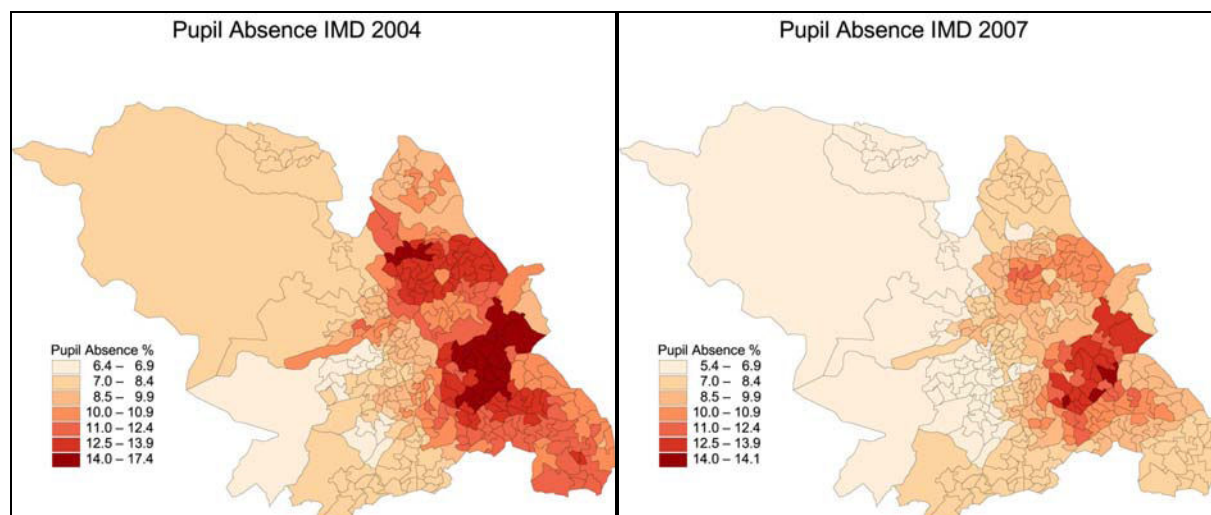 Pupil Absence IMD 2004
Pupil Absence %
6.4 – 6.9
7.0 – 8.4
8.5 – 9.9
10.0 – 10.9
11.0 – 12.4
12.5 – 13.9
14.0 – 17.4
Pupil Absence IMD 2007
Pupil Absence %
5.4 – 6.9
7.0 – 8.4
8.5 – 9.9
10.0 – 10.9
11.0 – 12.4
12.5 – 13.9
14.0 – 14.1